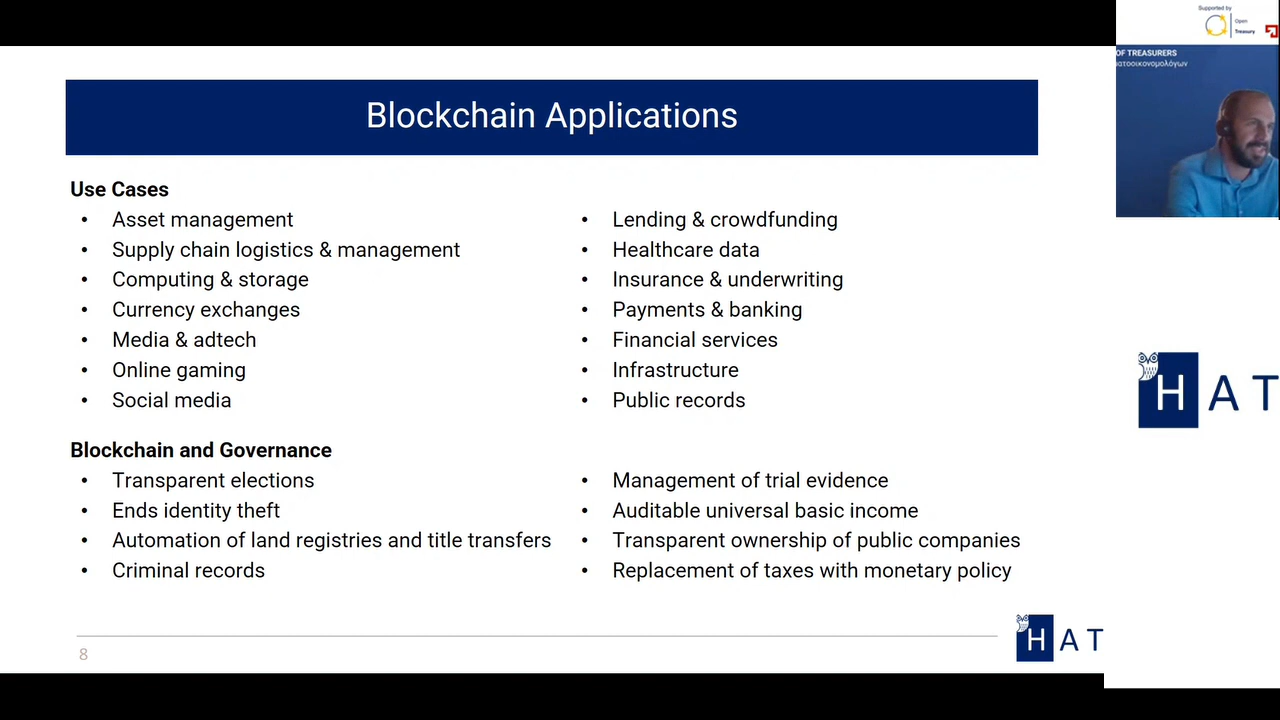 Supported by
Open
Treasury
OF TREASURERS
ματοοικονομολόγων
Blockchain Applications
Use Cases
• Asset management
• Supply chain logistics & management
• Computing & storage
• Currency exchanges
• Media & adtech
• Online gaming
• Social media
• Lending & crowdfunding
• Healthcare data
• Insurance & underwriting
• Payments & banking
• Financial services
• Infrastructure
• Public records
Blockchain and Governance
• Transparent elections
• Ends identity theft
• Automation of land registries and title transfers
• Criminal records
• Management of trial evidence
• Auditable universal basic income
• Transparent ownership of public companies
• Replacement of taxes with monetary policy
8
HAT
HAT